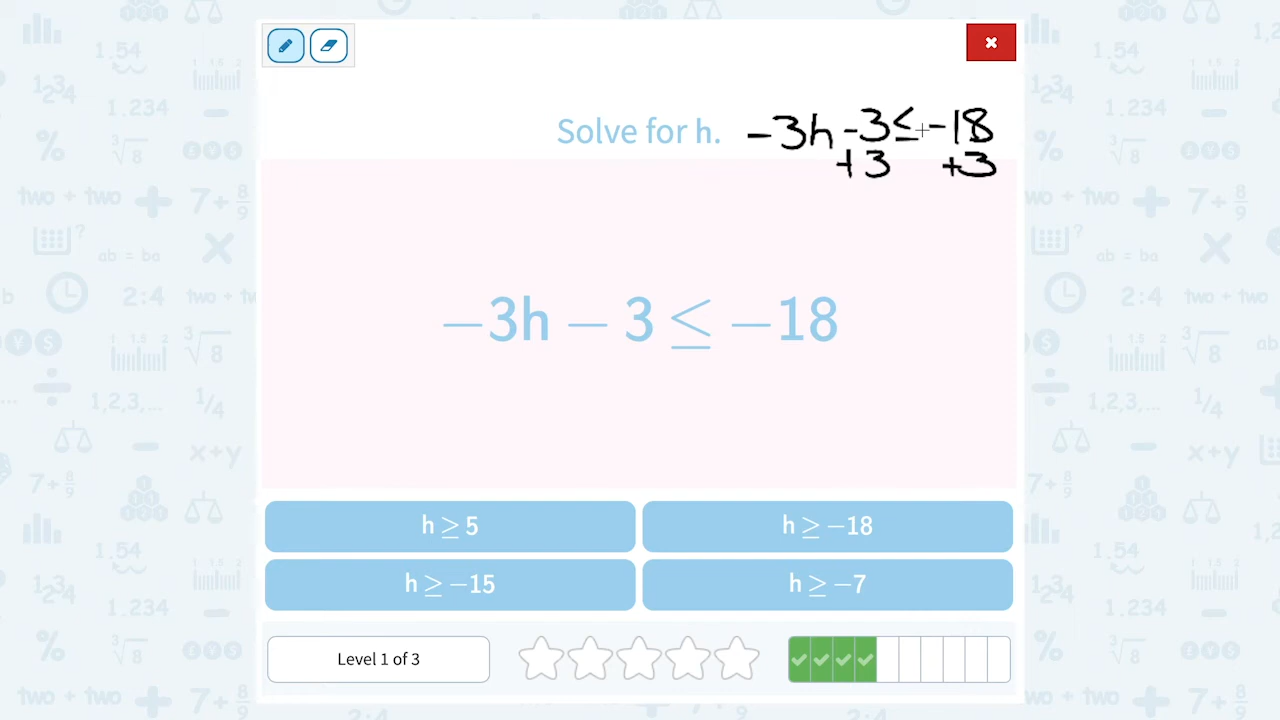 Solve for h. -3h -3≤ -18
+3 +3
−3h − 3 ≤ −18
h ≥ 5
h ≥ −18
h ≥ −15
h ≥ −7
Level 1 of 3